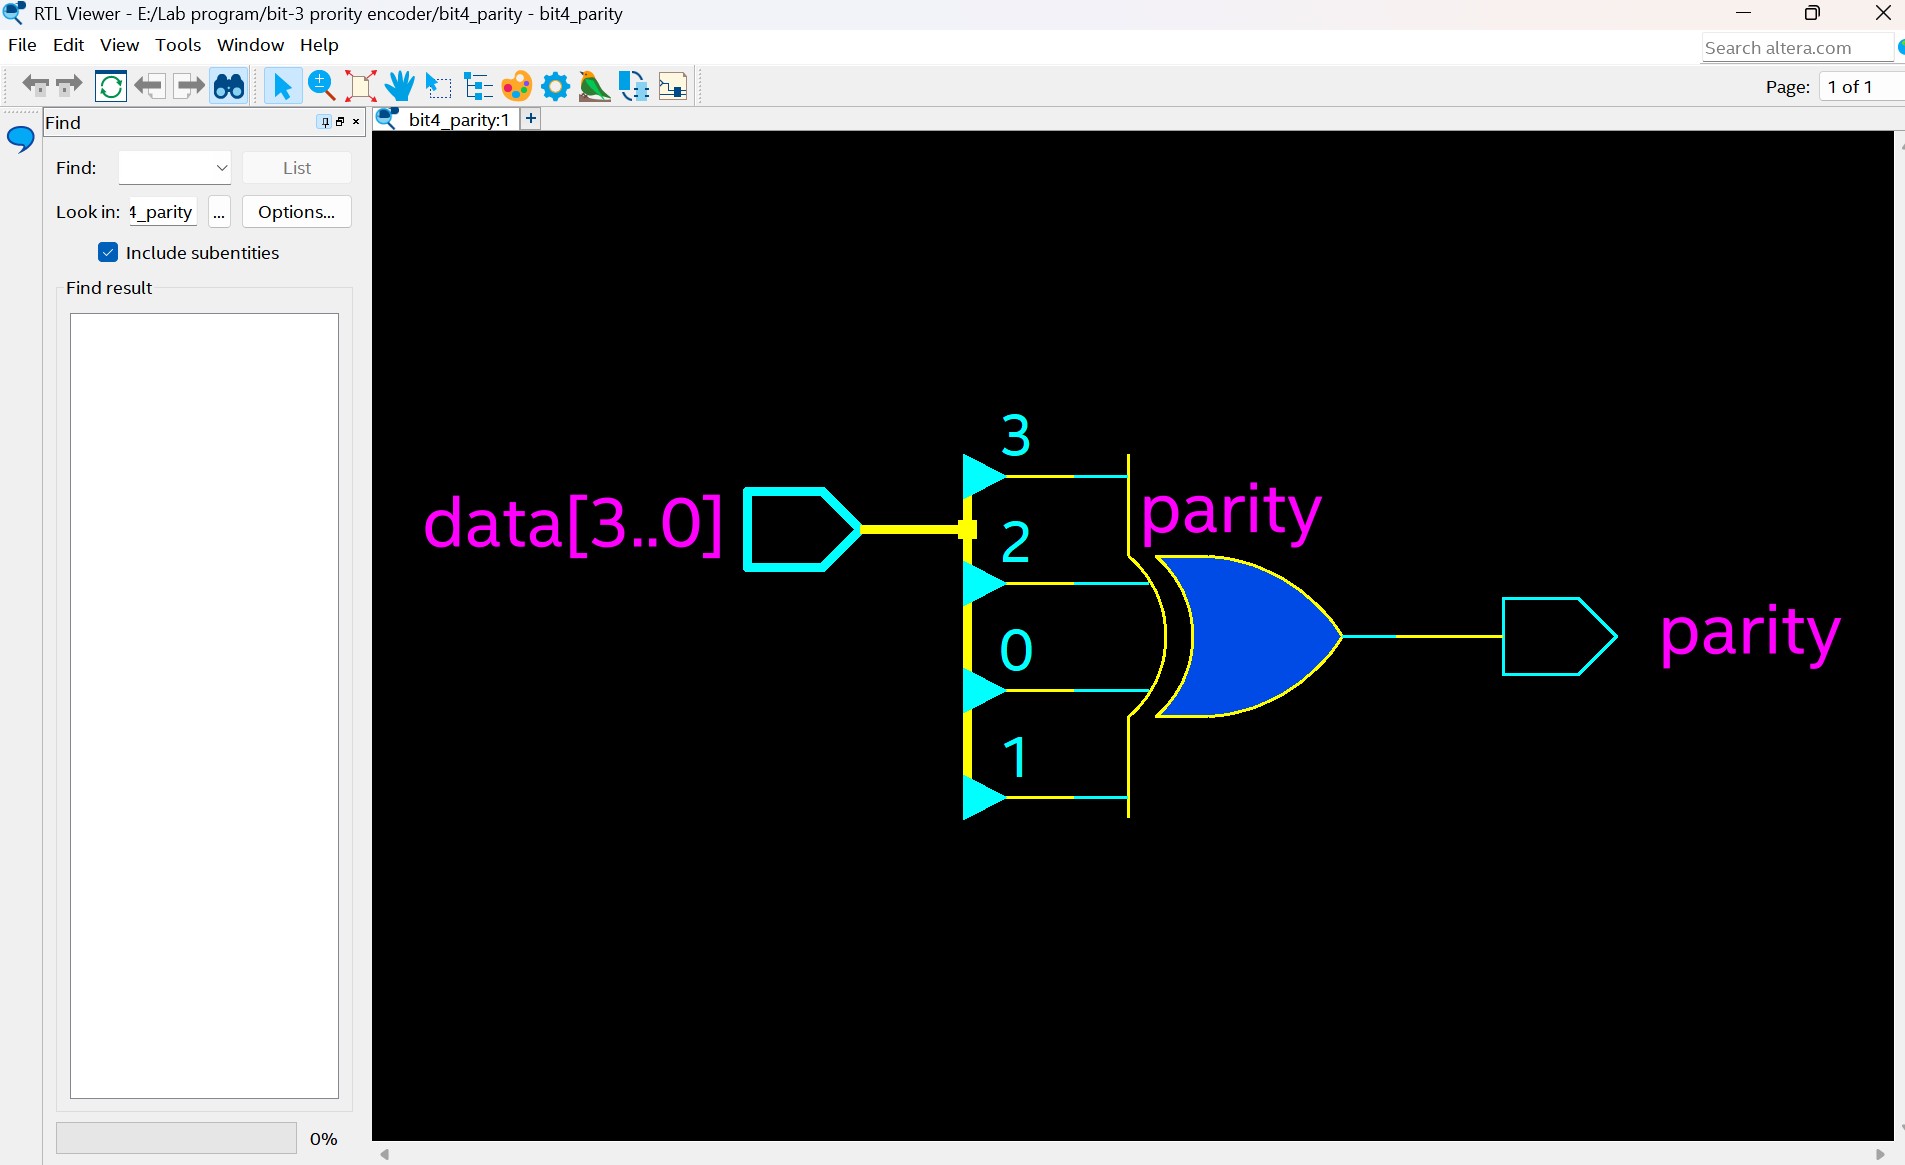 RTL Viewer - E:/Lab program/bit-3 prority encoder/bit4_parity - bit4_parity
File Edit View Tools Window Help
Search altera.com
Page: 1 of 1
Find
bit4_parity:1
+
Find:
List
Look in:
4_parity
...
Options...
Include subentities
Find result
3
data[3..0]
parity
2
0
parity
1
0%